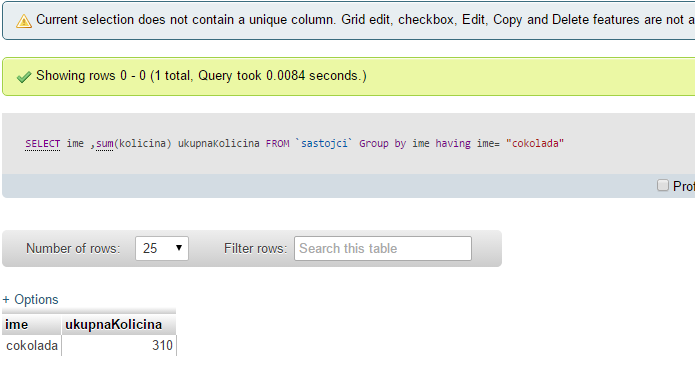 Current selection does not contain a unique column. Grid edit, checkbox, Edit, Copy and Delete features are not a
Showing rows 0 - 0 (1 total, Query took 0.0084 seconds.)
SELECT ime ,sum(kolicina) ukupnaKolicina FROM `sastojci` Group by ime having ime= "cokolada"
Prof
Number of rows: 25 Filter rows: Search this table
+ Options
ime ukupnaKolicina
cokolada 310